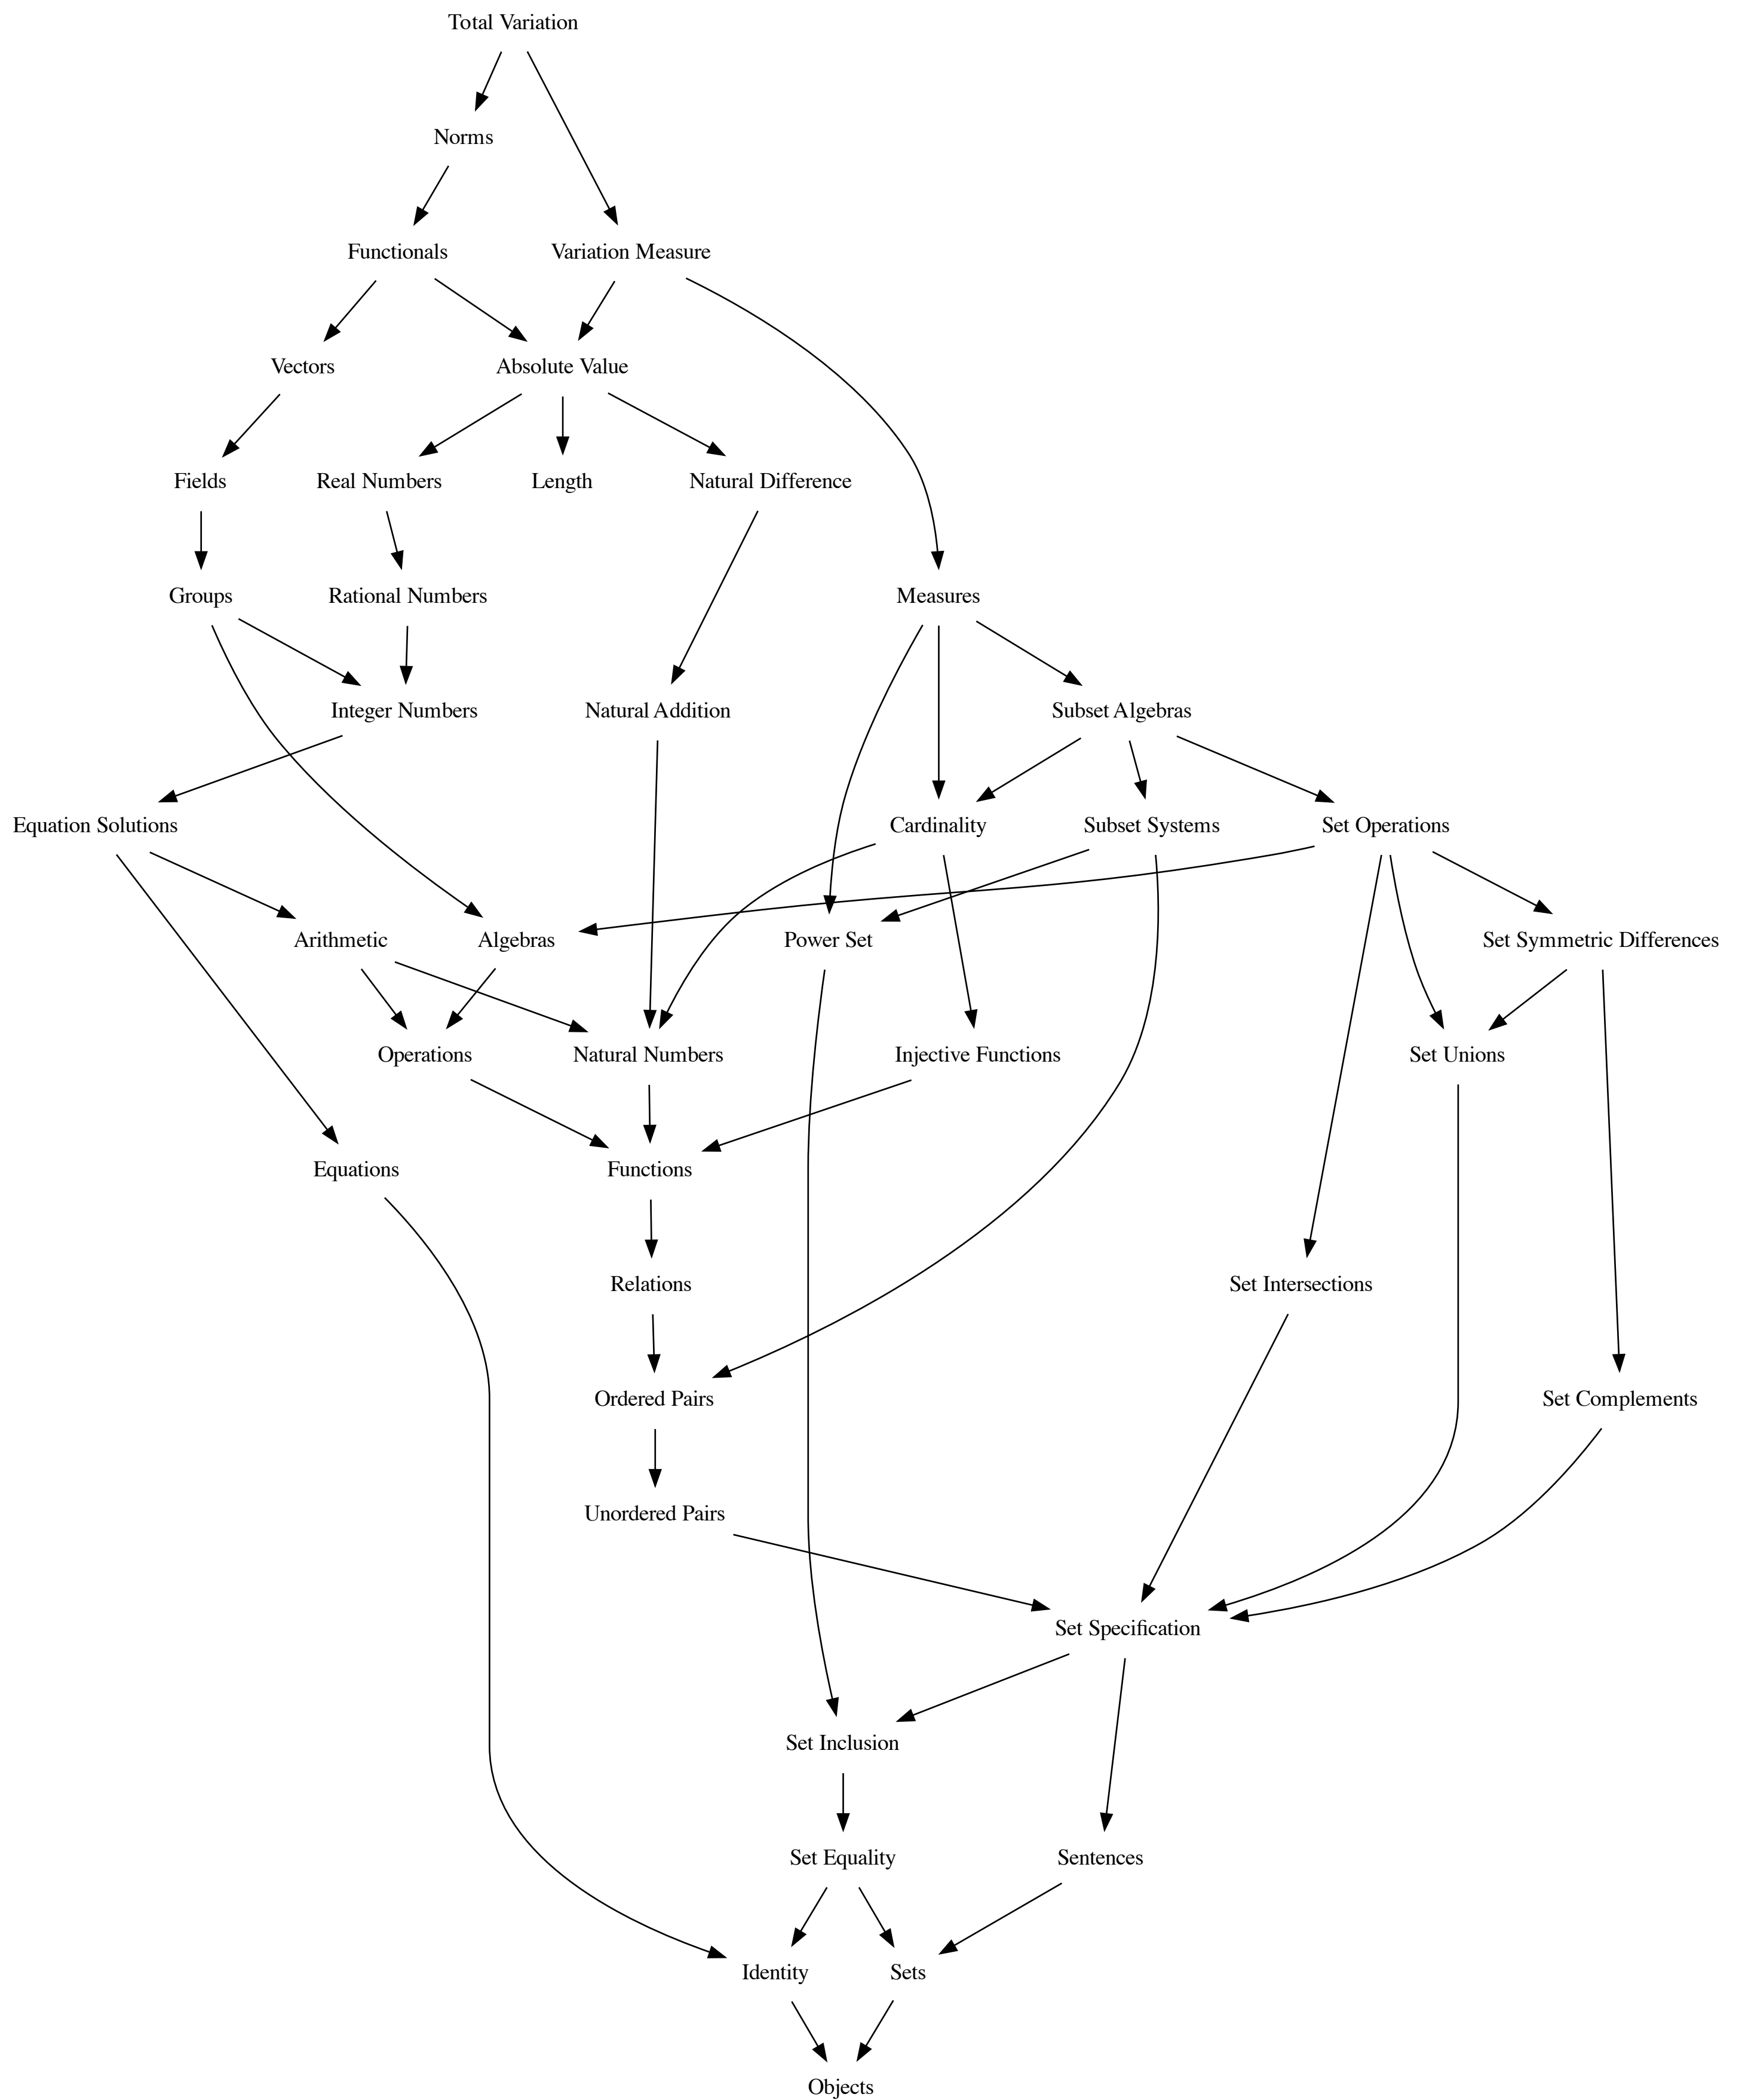 Total Variation
Norms
Functionals
Variation Measure
Vectors
Absolute Value
Fields
Real Numbers
Length
Natural Difference
Groups
Rational Numbers
Measures
Integer Numbers
Natural Addition
Subset Algebras
Equation Solutions
Cardinality
Subset Systems
Set Operations
Arithmetic
Algebras
Power Set
Set Symmetric Differences
Operations
Natural Numbers
Injective Functions
Set Unions
Equations
Functions
Relations
Set Intersections
Ordered Pairs
Set Complements
Unordered Pairs
Set Specification
Set Inclusion
Set Equality
Sentences
Identity
Sets
Objects